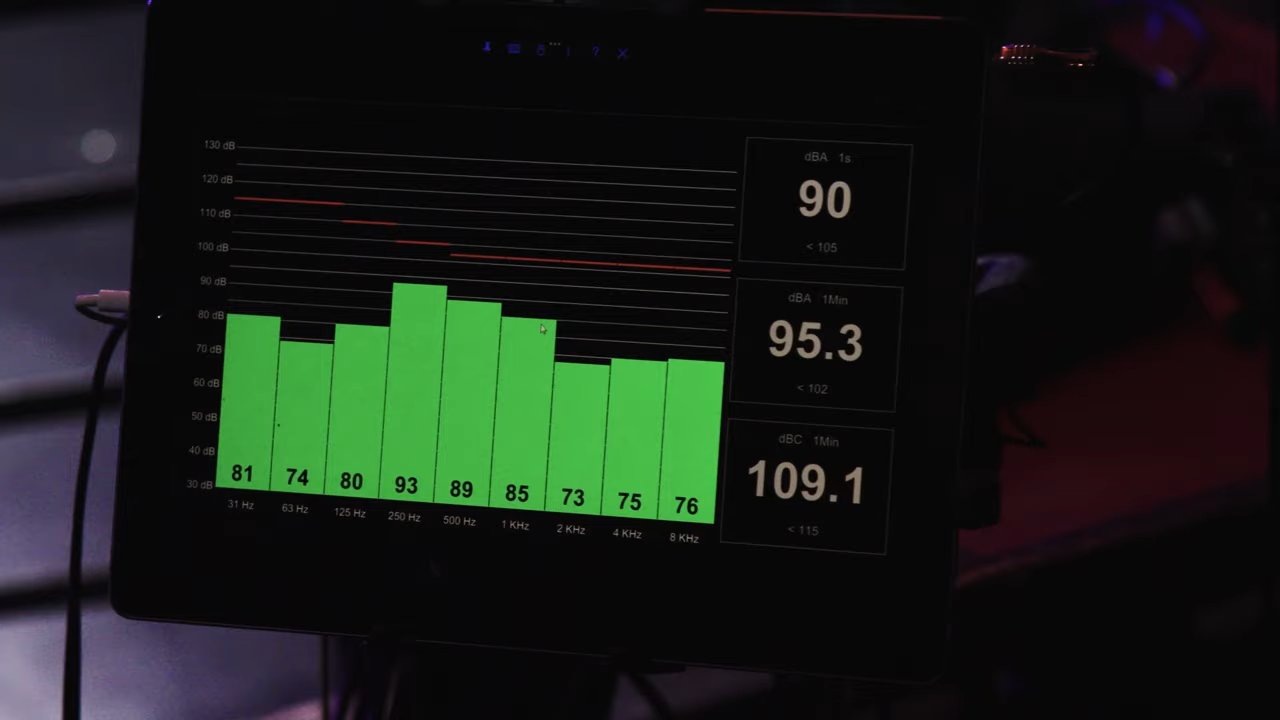 130 dB
120 dB
110 dB
100 dB
90 dB
80 dB
70 dB
60 dB
50 dB
40 dB
30 dB
81 74 80 93 89 85 73 75 76
31 Hz 63 Hz 125 Hz 250 Hz 500 Hz 1 KHz 2 KHz 4 KHz 8 KHz
dBA 1s
90
< 105
dBA 1Min
95.3
< 102
dBC 1Min
109.1
< 115